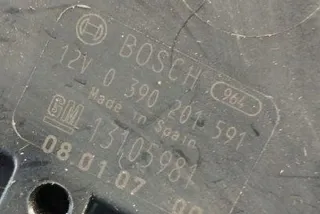 BOSCH
12V 0 390 201 591
964
Made in Spain
GM 13105981
08 01 07